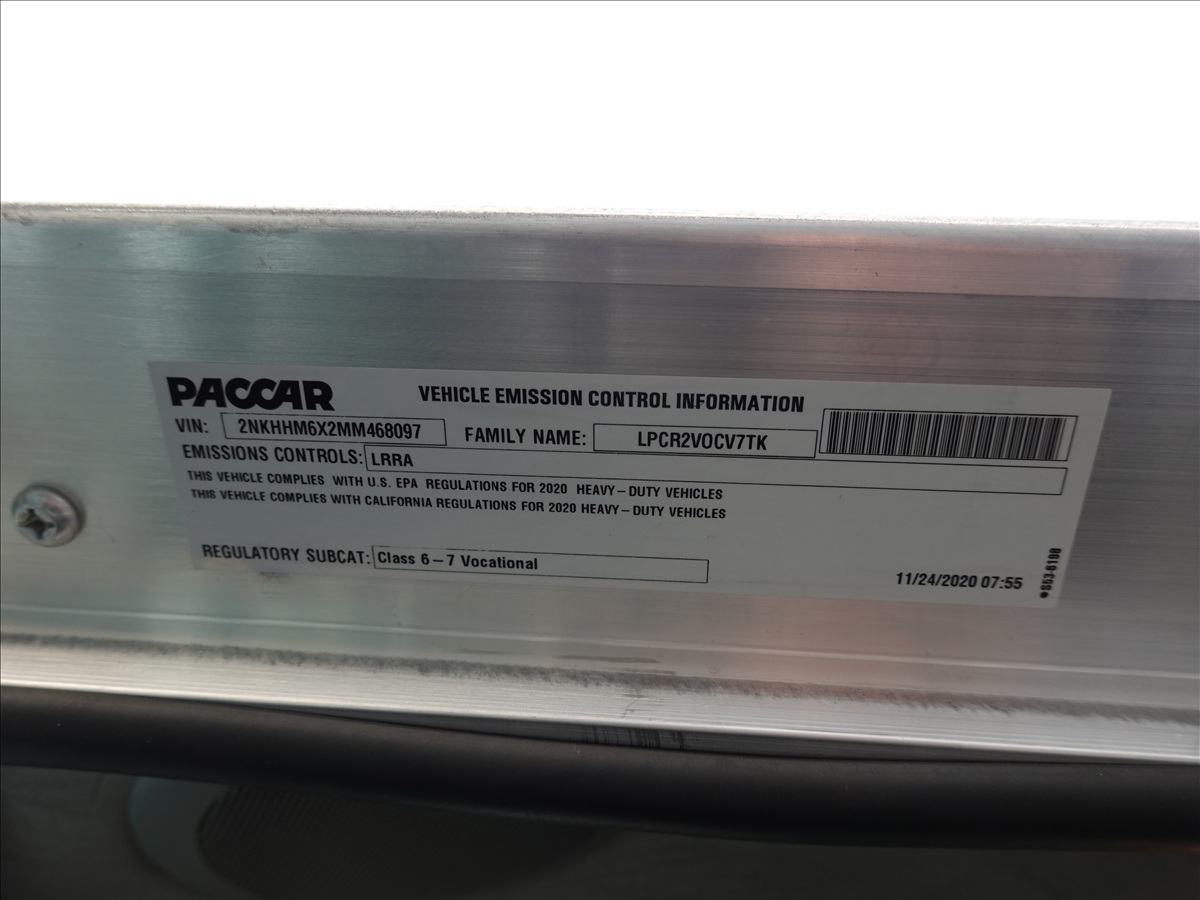 PACCAR
VEHICLE EMISSION CONTROL INFORMATION
VIN: 2NKHHM6X2MM468097 FAMILY NAME: LPCR2VOCV7TK
EMISSIONS CONTROLS: LRRA
THIS VEHICLE COMPLIES WITH U.S. EPA REGULATIONS FOR 2020 HEAVY-DUTY VEHICLES
THIS VEHICLE COMPLIES WITH CALIFORNIA REGULATIONS FOR 2020 HEAVY-DUTY VEHICLES
REGULATORY SUBCAT: Class 6-7 Vocational
11/24/2020 07:55
S53-6198